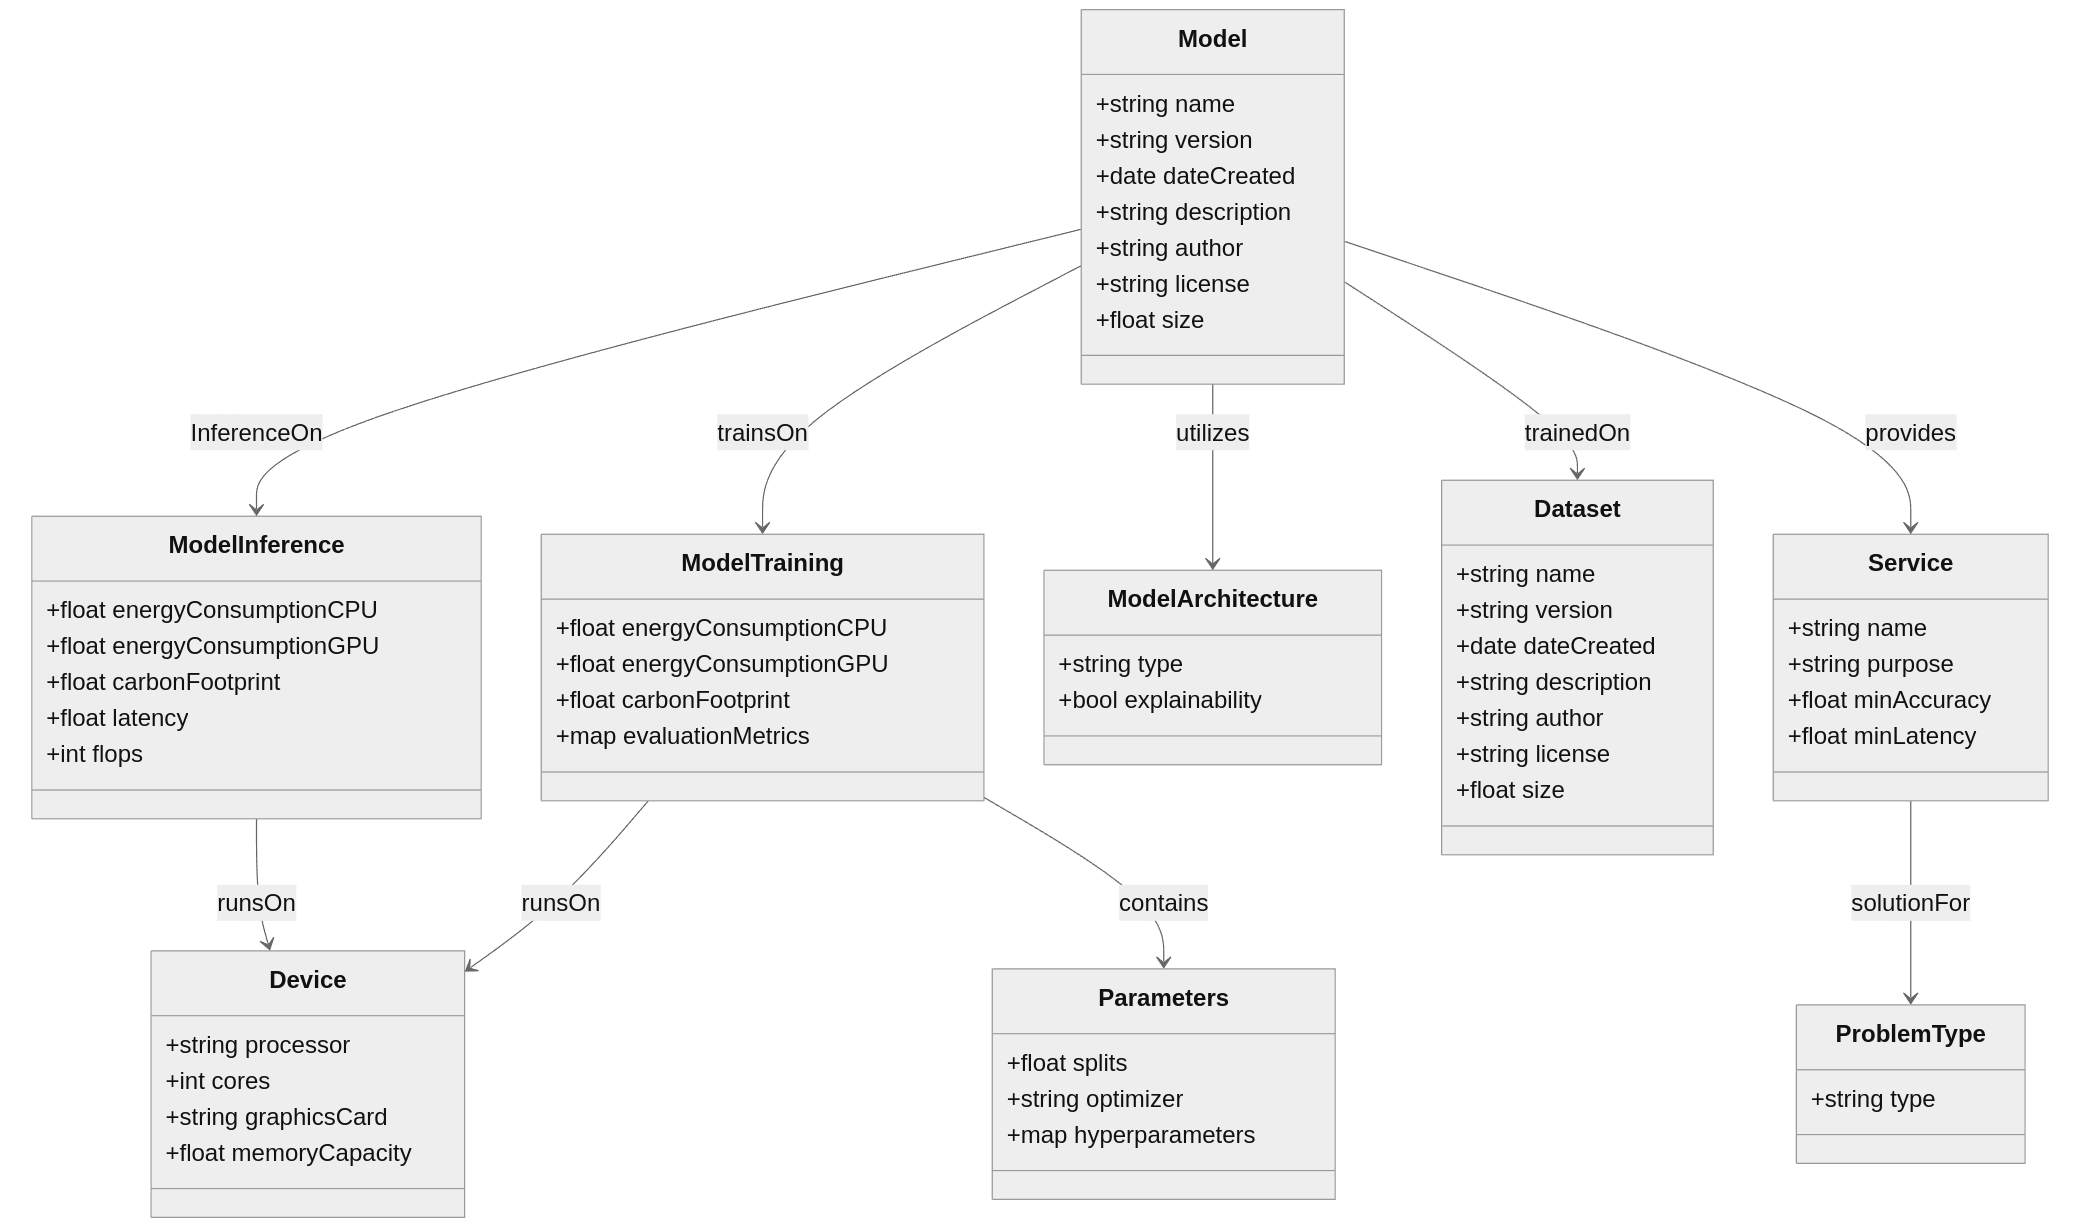 Model
+string name
+string version
+date dateCreated
+string description
+string author
+string license
+float size
InferenceOn
trainsOn
utilizes
trainedOn
provides
ModelInference
+float energyConsumptionCPU
+float energyConsumptionGPU
+float carbonFootprint
+float latency
+int flops
ModelTraining
+float energyConsumptionCPU
+float energyConsumptionGPU
+float carbonFootprint
+map evaluationMetrics
ModelArchitecture
+string type
+bool explainability
Dataset
+string name
+string version
+date dateCreated
+string description
+string author
+string license
+float size
Service
+string name
+string purpose
+float minAccuracy
+float minLatency
runsOn
runsOn
contains
solutionFor
Device
+string processor
+int cores
+string graphicsCard
+float memoryCapacity
Parameters
+float splits
+string optimizer
+map hyperparameters
ProblemType
+string type